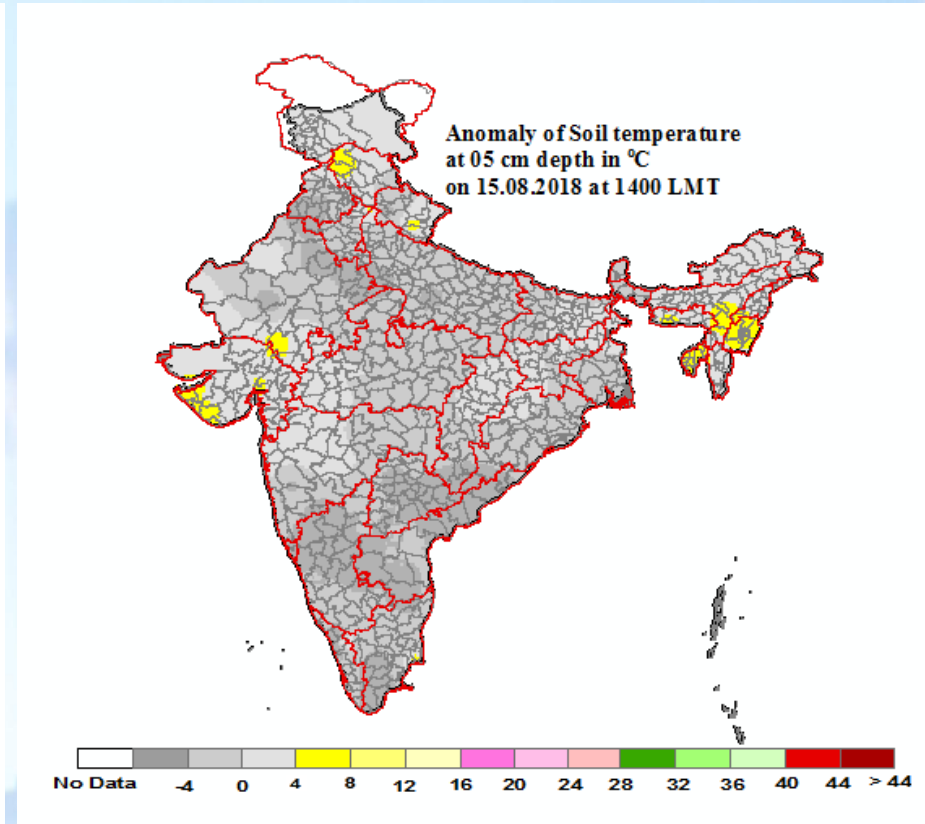 Anomaly of Soil temperature
at 05 cm depth in ⁰C
on 15.08.2018 at 1400 LMT
No Data -4 0 4 8 12 16 20 24 28 32 36 40 44 > 44